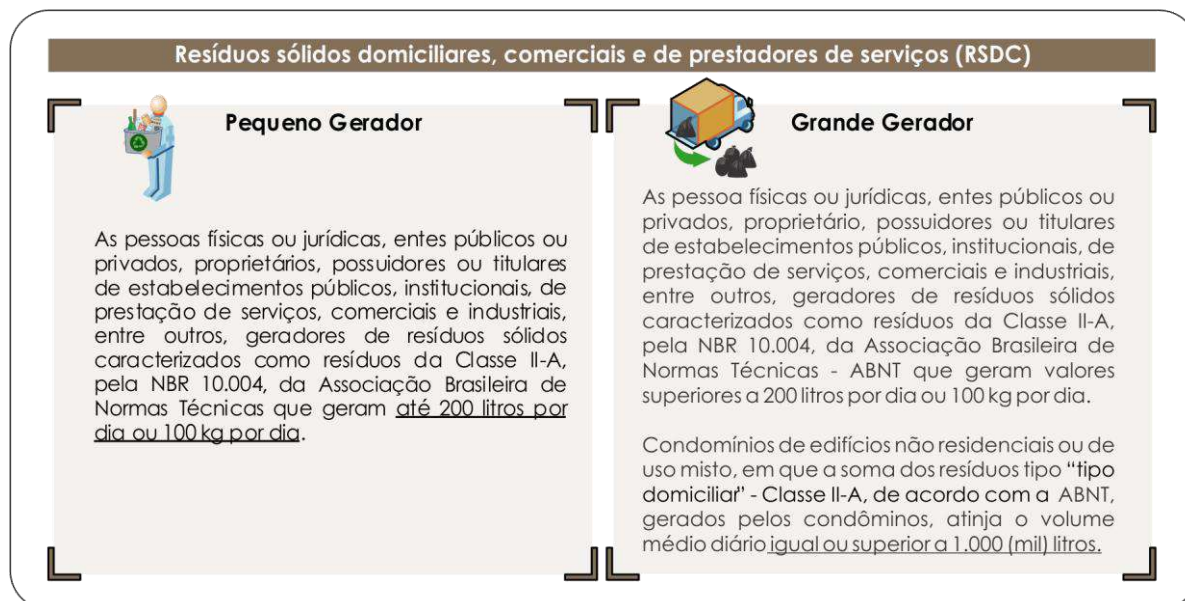 Resíduos sólidos domiciliares, comerciais e de prestadores de serviços (RSDC)
Pequeno Gerador
As pessoas físicas ou jurídicas, entes públicos ou
privados, proprietários, possuidores ou titulares
de estabelecimentos públicos, institucionais, de
prestação de serviços, comerciais e industriais,
entre outros, geradores de resíduos sólidos
caracterizados como resíduos da Classe II-A,
pela NBR 10.004, da Associação Brasileira de
Normas Técnicas que geram até 200 litros por
dia ou 100 kg por dia.
Grande Gerador
As pessoa físicas ou jurídicas, entes públicos ou
privados, proprietário, possuidores ou titulares
de estabelecimentos públicos, institucionais, de
prestação de serviços, comerciais e industriais,
entre outros, geradores de resíduos sólidos
caracterizados como resíduos da Classe II-A,
pela NBR 10.004, da Associação Brasileira de
Normas Técnicas - ABNT que geram valores
superiores a 200 litros por dia ou 100 kg por dia.
Condomínios de edifícios não residenciais ou de
uso misto, em que a soma dos resíduos tipo “tipo
domiciliar” - Classe II-A, de acordo com a ABNT,
gerados pelos condôminos, atinja o volume
médio diário igual ou superior a 1.000 (mil) litros.